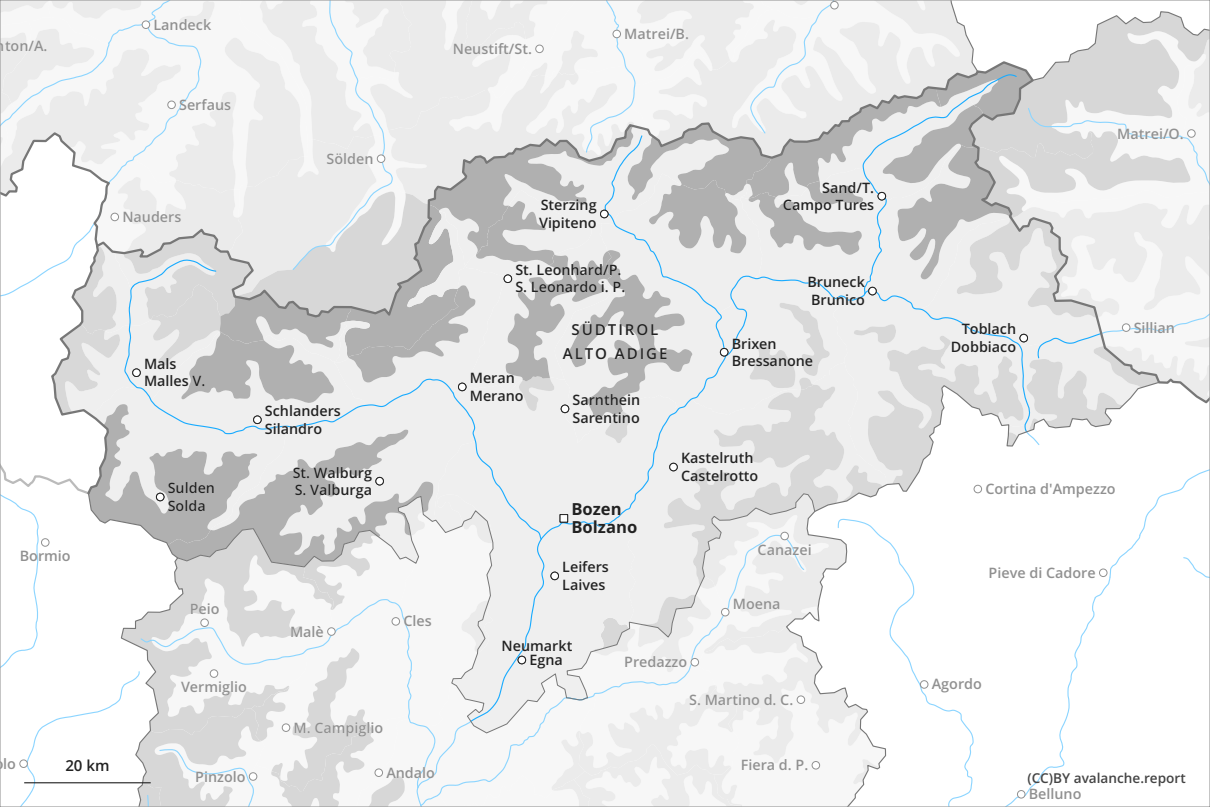 Landeck
Matrei/B.
Neustift/St.
Serfaus
Matrei/O.
Sölden
Sand/T.
Campo Tures
Sterzing
Vipiteno
Nauders
St. Leonhard/P.
S. Leonardo i. P.
Bruneck
Brunico
SÜDTIROL
ALTO ADIGE
Toblach
Dobbiaco
Sillian
Brixen
Bressanone
Mals
Malles V.
Meran
Merano
Schlanders
Silandro
Sarnthein
Sarentino
Kastelruth
Castelrotto
St. Walburg
S. Valburga
Sulden
Solda
Cortina d'Ampezzo
Bozen
Bolzano
Bormio
Canazei
Leifers
Laives
Pieve di Cadore
Peio
Moena
Malè
Cles
Neumarkt
Egna
Predazzo
Vermiglio
Agordo
S. Martino d. C.
M. Campiglio
20 km
Fiera d. P.
Pinzolo
Andalo
(CC)BY avalanche.report
Belluno